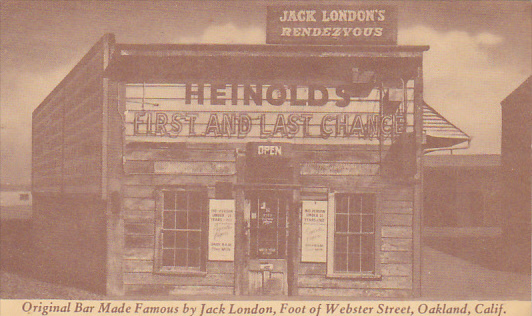 JACK LONDON'S
RENDEZVOUS
HEINOLD'S
FIRST AND LAST CHANCE
OPEN
Original Bar Made Famous by Jack London, Foot of Webster Street, Oakland, Calif.